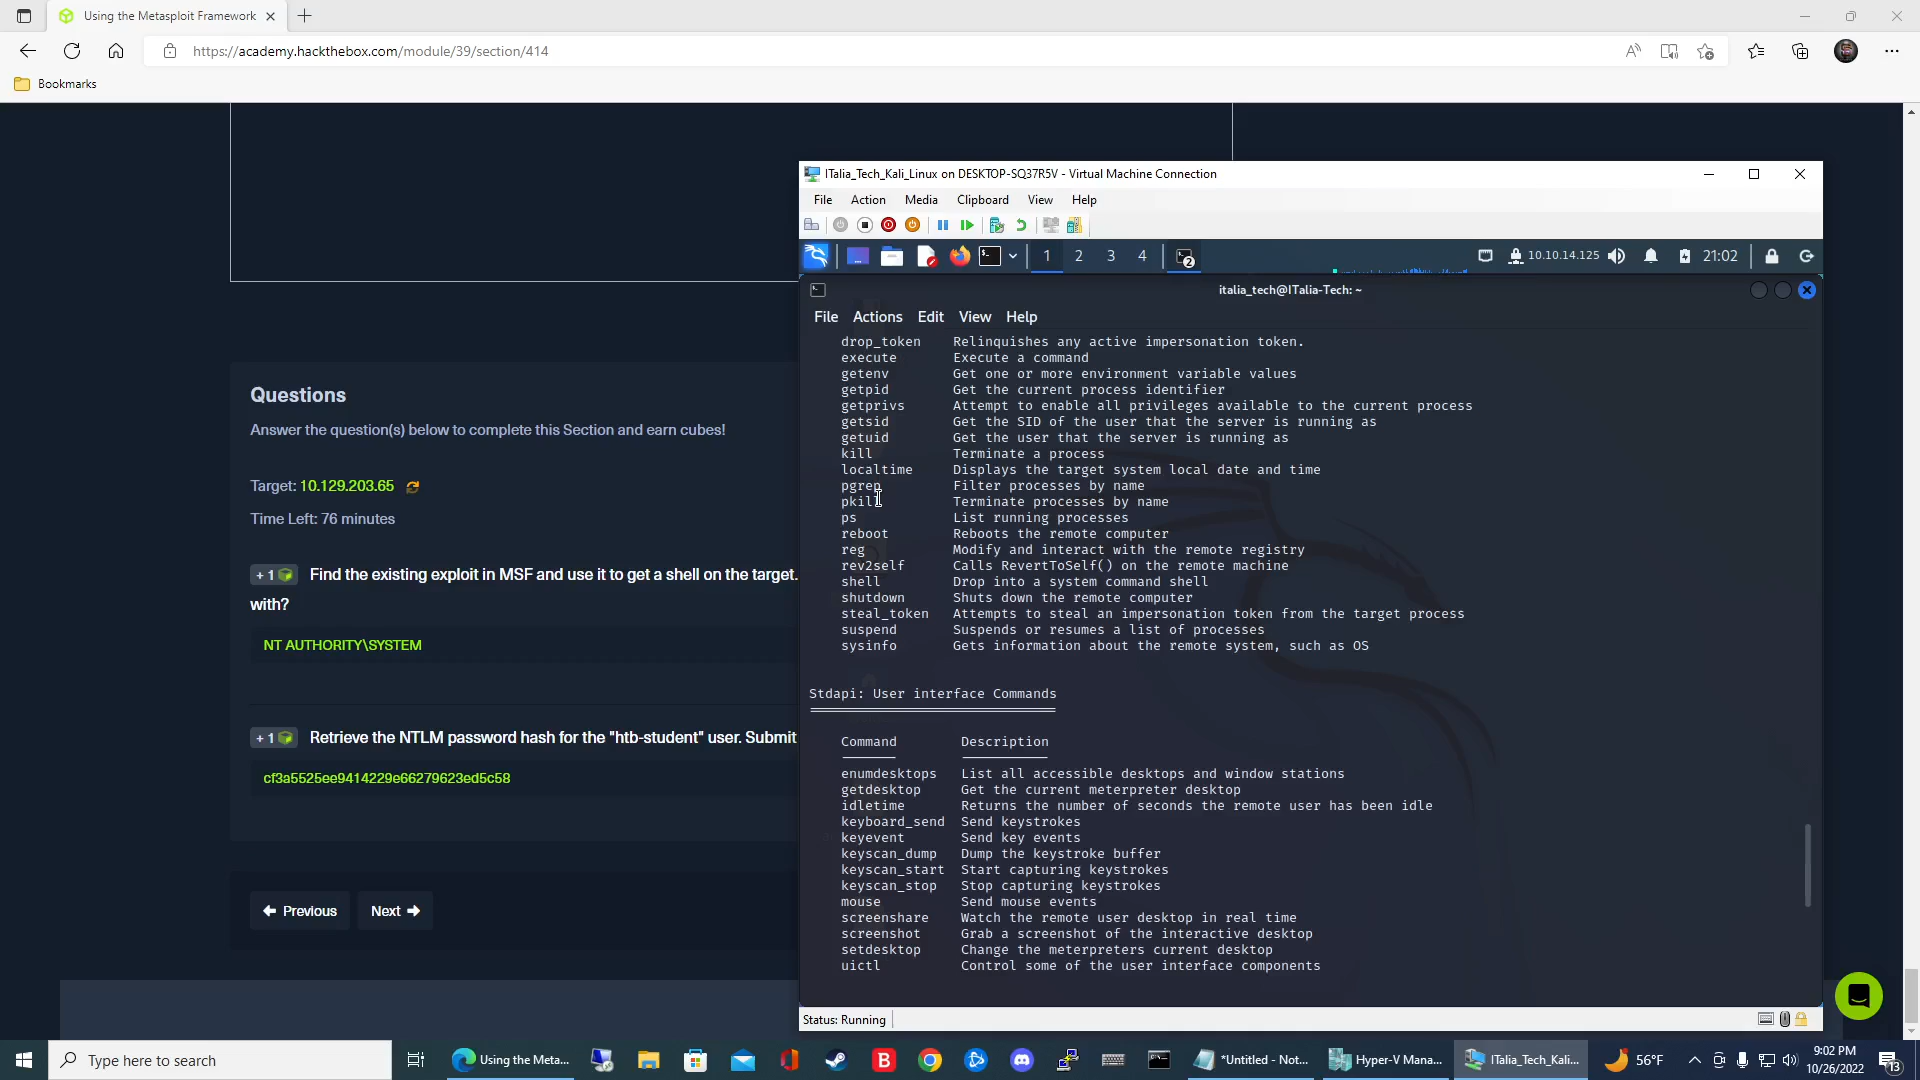 Using the Metasploit Framework
https://academy.hackthebox.com/module/39/section/414
Bookmarks
Questions
Answer the question(s) below to complete this Section and earn cubes!
Target: 10.129.203.65
Time Left: 76 minutes
+ 1 Find the existing exploit in MSF and use it to get a shell on the target.
with?
NT AUTHORITY\SYSTEM
+ 1 Retrieve the NTLM password hash for the "htb-student" user. Submit
cf3a5525ee9414229e66279623ed5c58
Previous
Next
ITalia_Tech_Kali_Linux on DESKTOP-SQ37R5V - Virtual Machine Connection
File Action Media Clipboard View Help
1 2 3 4
2
10.10.14.125
21:02
italia_tech@ITalia-Tech: ~
File Actions Edit View Help
drop_token Relinquishes any active impersonation token.
execute Execute a command
getenv Get one or more environment variable values
getpid Get the current process identifier
getprivs Attempt to enable all privileges available to the current process
getsid Get the SID of the user that the server is running as
getuid Get the user that the server is running as
kill Terminate a process
localtime Displays the target system local date and time
pgrep Filter processes by name
pkill Terminate processes by name
ps List running processes
reboot Reboots the remote computer
reg Modify and interact with the remote registry
rev2self Calls RevertToSelf() on the remote machine
shell Drop into a system command shell
shutdown Shuts down the remote computer
steal_token Attempts to steal an impersonation token from the target process
suspend Suspends or resumes a list of processes
sysinfo Gets information about the remote system, such as OS
Stdapi: User interface Commands
Command Description
enumdesktops List all accessible desktops and window stations
getdesktop Get the current meterpreter desktop
idletime Returns the number of seconds the remote user has been idle
keyboard_send Send keystrokes
keyevent Send key events
keyscan_dump Dump the keystroke buffer
keyscan_start Start capturing keystrokes
keyscan_stop Stop capturing keystrokes
mouse Send mouse events
screenshare Watch the remote user desktop in real time
screenshot Grab a screenshot of the interactive desktop
setdesktop Change the meterpreters current desktop
uictl Control some of the user interface components
Status: Running
Type here to search
Using the Meta...
B
*Untitled - Not...
Hyper-V Mana...
ITalia_Tech_Kali...
56°F
9:02 PM
10/26/2022
13